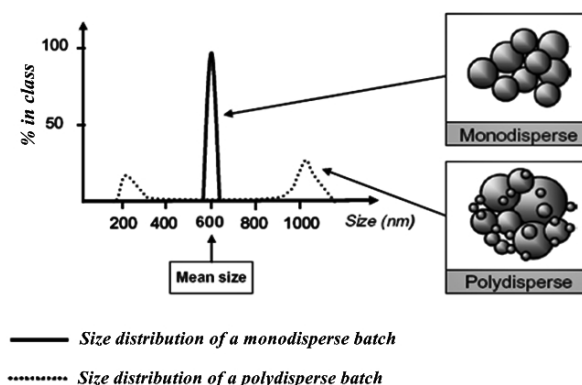 100
% in class
50
200 400 600 800 1000 Size (nm)
Mean size
Monodisperse
Polydisperse
Size distribution of a monodisperse batch
Size distribution of a polydisperse batch